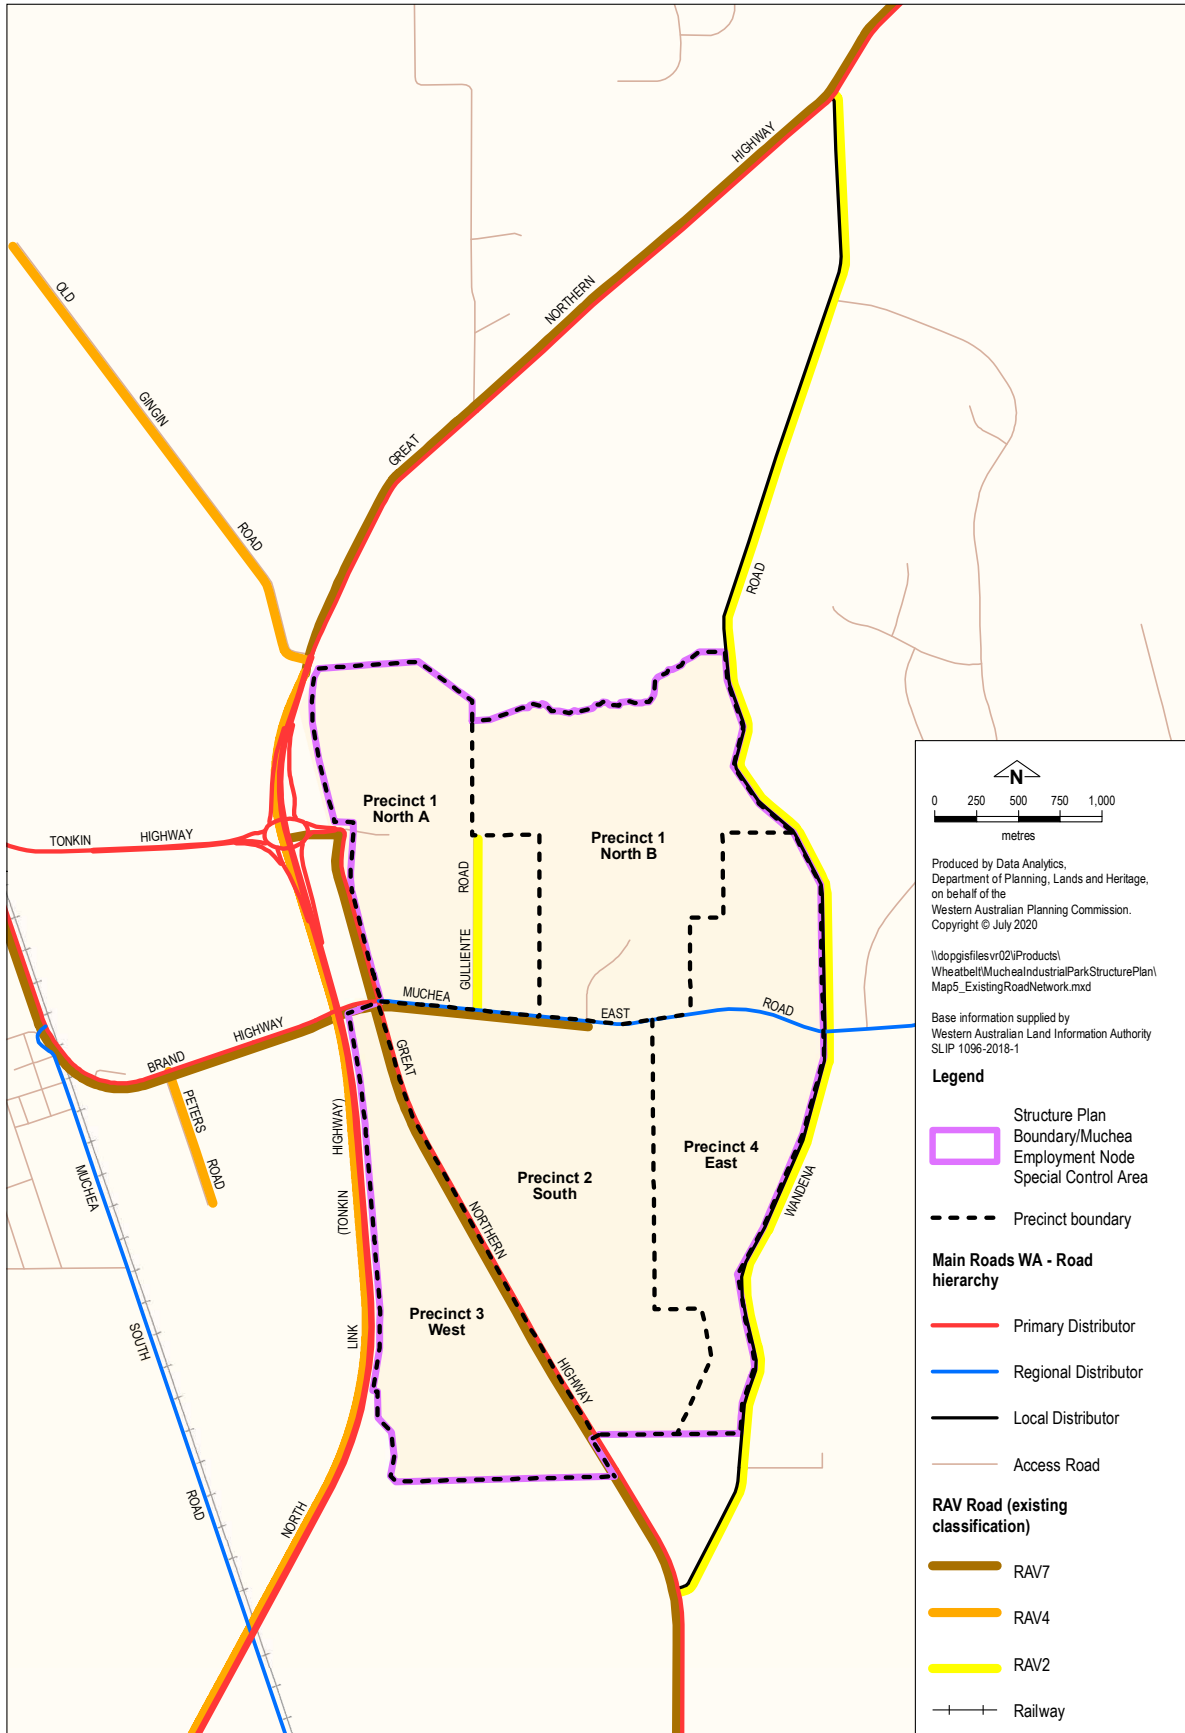 HIGHWAY
NORTHERN
GREAT
OLD
GINGIN
ROAD
ROAD
Precinct 1
North A
Precinct 1
North B
TONKIN
HIGHWAY
ROAD
GULLIENTE
MUCHEA
EAST
ROAD
BRAND
HIGHWAY
PETERS
ROAD
GREAT
NORTHERN
HIGHWAY
HIGHWAY)
(TONKIN
LINK
NORTH
Precinct 2
South
Precinct 4
East
WANDENA
Precinct 3
West
MUCHEA
SOUTH
ROAD
N
0 250 500 750 1,000
metres
Produced by Data Analytics,
Department of Planning, Lands and Heritage,
on behalf of the
Western Australian Planning Commission.
Copyright © July 2020
\\dopgisfilesvr02\iProducts\
Wheatbelt\MucheaIndustrialParkStructurePlan\
Map5_ExistingRoadNetwork.mxd
Base information supplied by
Western Australian Land Information Authority
SLIP 1096-2018-1
Legend
Structure Plan
Boundary/Muchea
Employment Node
Special Control Area
Precinct boundary
Main Roads WA - Road
hierarchy
Primary Distributor
Regional Distributor
Local Distributor
Access Road
RAV Road (existing
classification)
RAV7
RAV4
RAV2
Railway